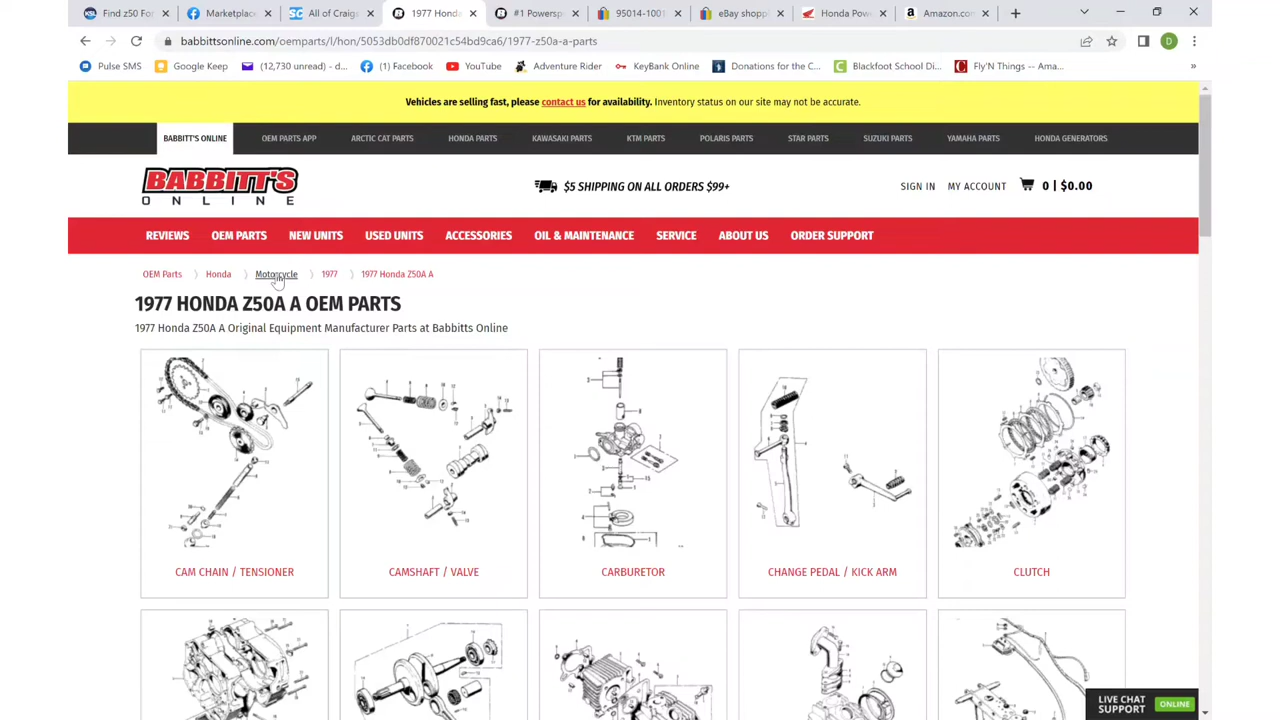 Find z50 For
Marketplace
All of Craigs
1977 Honda
#1 Powersp
95014-1001
eBay shopp
Honda Pow
Amazon.co
babbittsonline.com/oemparts/l/hon/5053db0df870021c54bd9ca6/1977-z50a-a-parts
D
Pulse SMS
Google Keep
(12,730 unread) - d...
(1) Facebook
YouTube
Adventure Rider
KeyBank Online
Donations for the C...
Blackfoot School Di...
Fly'N Things -- Ama...
Vehicles are selling fast, please contact us for availability. Inventory status on our site may not be accurate.
BABBITT'S ONLINE
OEM PARTS APP
ARCTIC CAT PARTS
HONDA PARTS
KAWASAKI PARTS
KTM PARTS
POLARIS PARTS
STAR PARTS
SUZUKI PARTS
YAMAHA PARTS
HONDA GENERATORS
BABBITT'S
ONLINE
$5 SHIPPING ON ALL ORDERS $99+
SIGN IN
MY ACCOUNT
0 | $0.00
REVIEWS
OEM PARTS
NEW UNITS
USED UNITS
ACCESSORIES
OIL & MAINTENANCE
SERVICE
ABOUT US
ORDER SUPPORT
OEM Parts
Honda
Motorcycle
1977
1977 Honda Z50A A
1977 HONDA Z50A A OEM PARTS
1977 Honda Z50A A Original Equipment Manufacturer Parts at Babbitts Online
CAM CHAIN / TENSIONER
CAMSHAFT / VALVE
CARBURETOR
CHANGE PEDAL / KICK ARM
CLUTCH
LIVE CHAT
SUPPORT
ONLINE